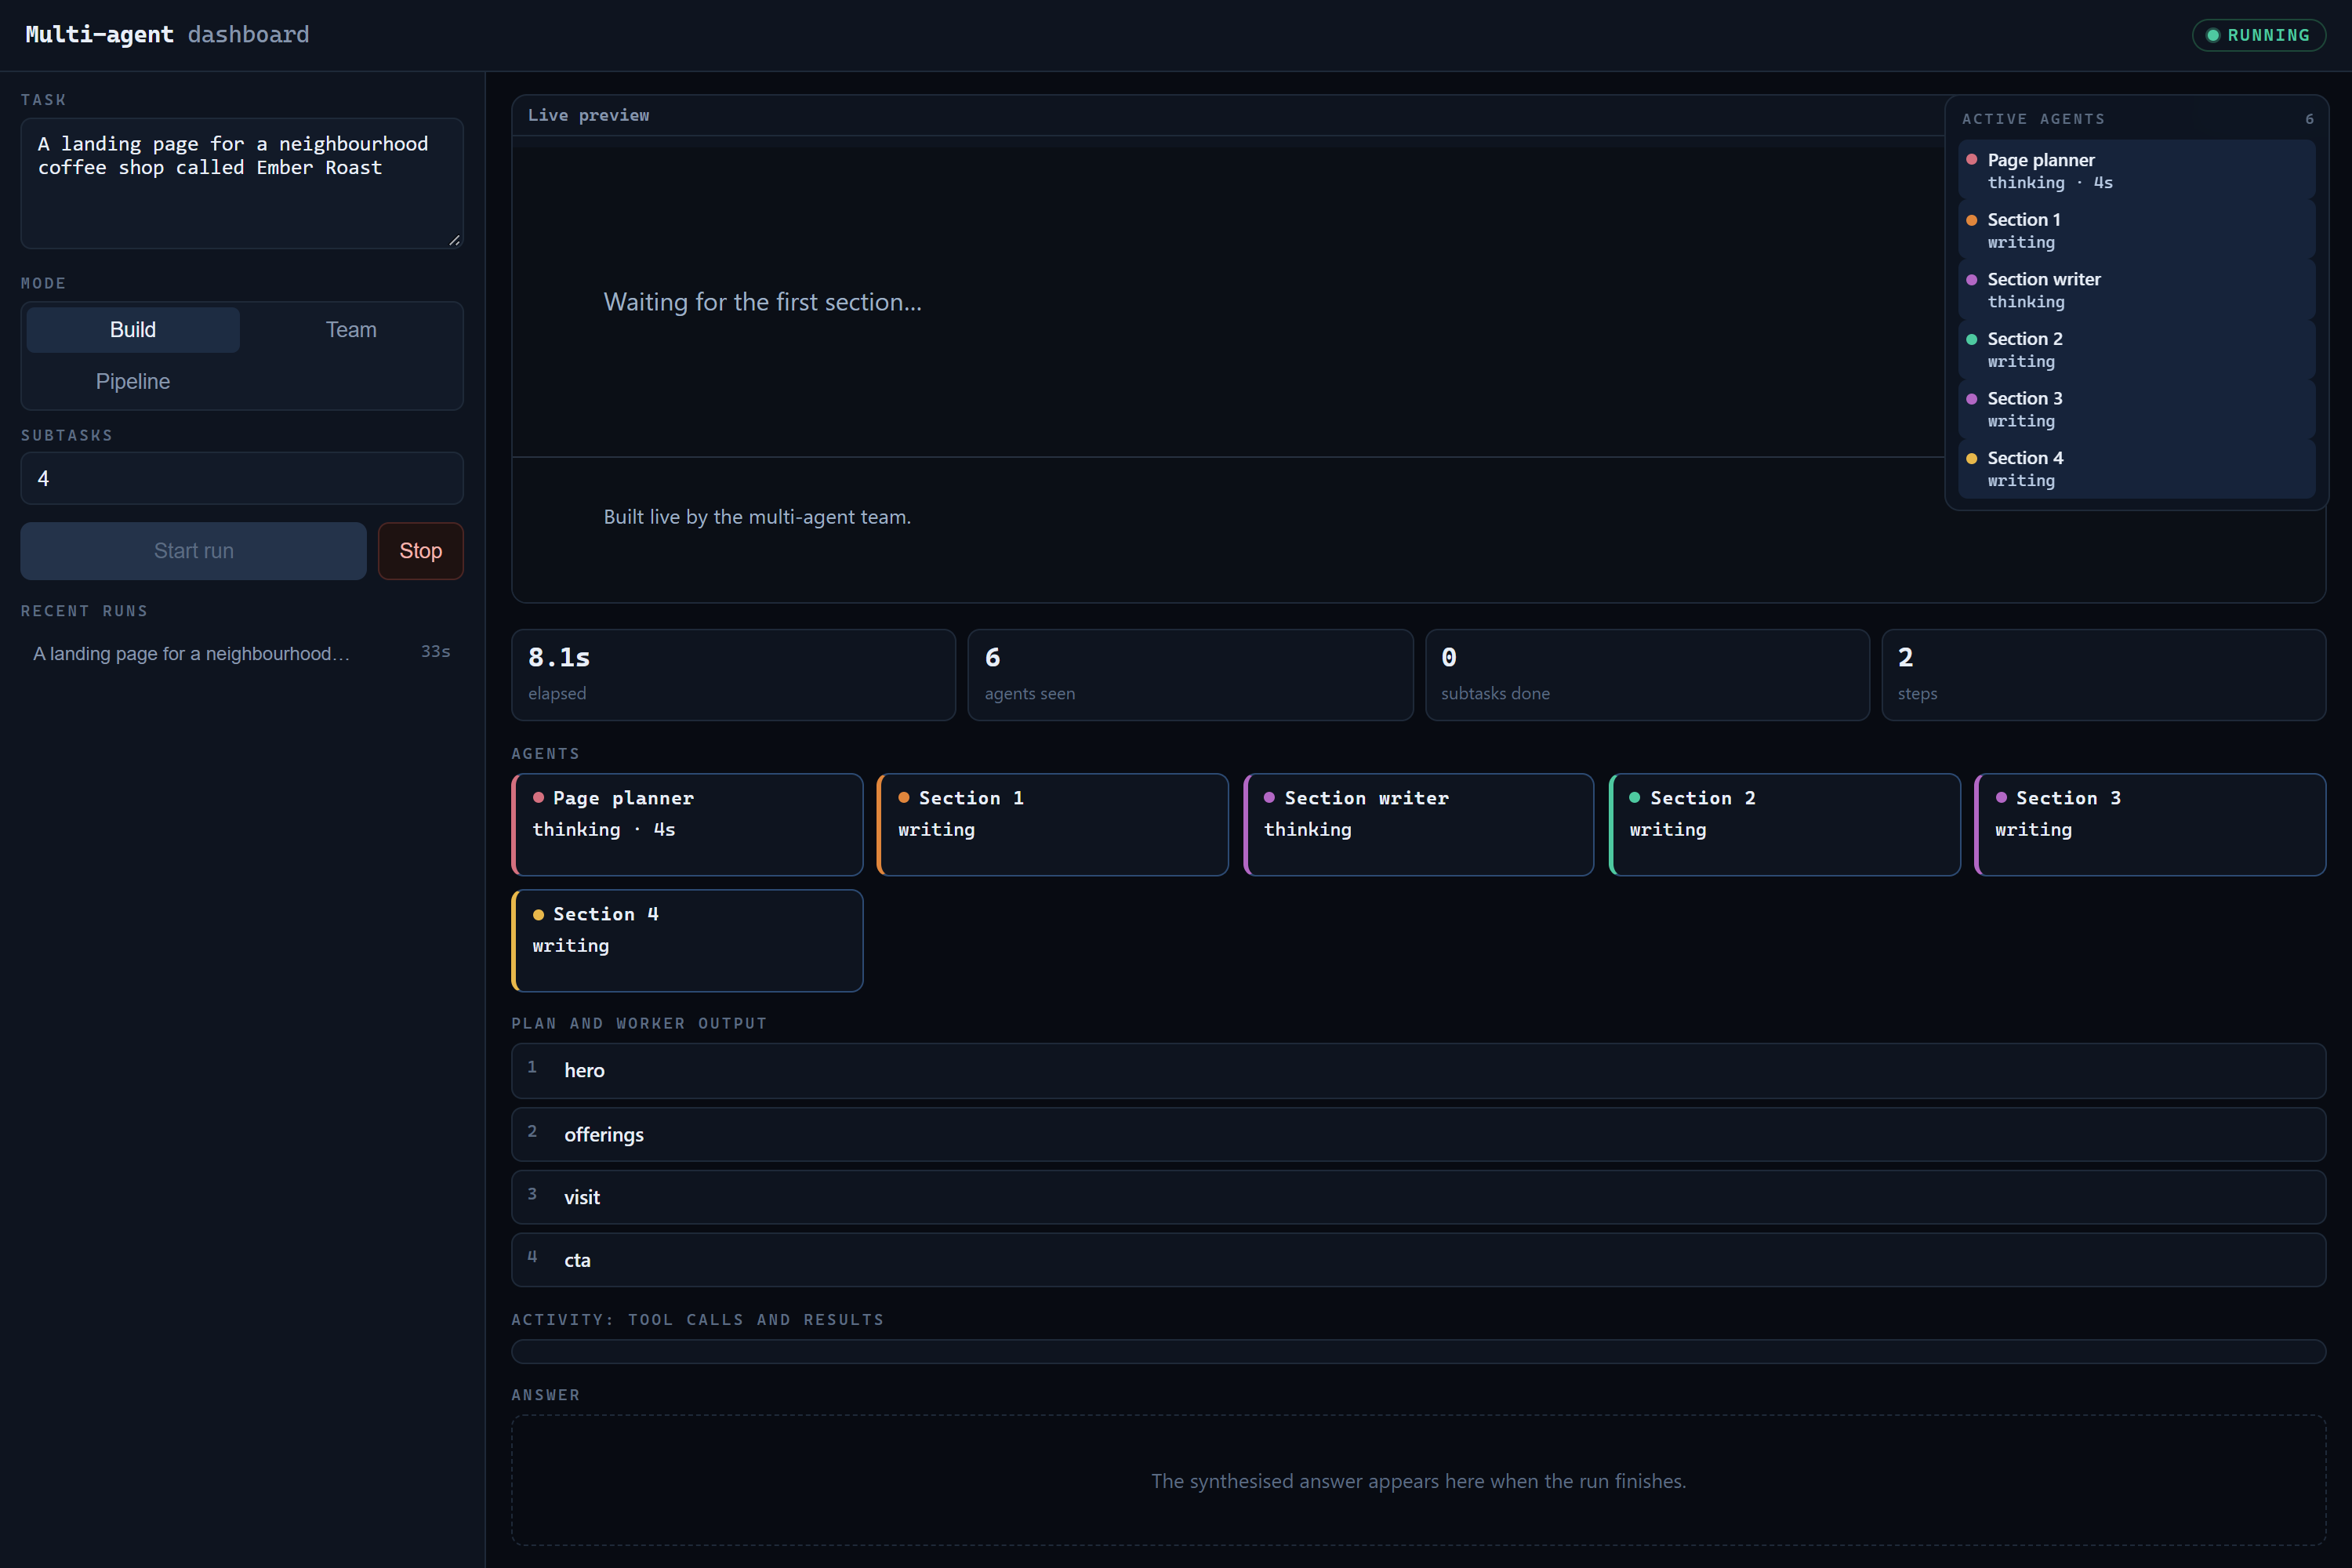 Multi-agent dashboard
RUNNING
TASK
A landing page for a neighbourhood
coffee shop called Ember Roast
MODE
Build
Team
Pipeline
SUBTASKS
4
Start run
Stop
RECENT RUNS
A landing page for a neighbourhood...
33s
Live preview
Waiting for the first section...
Built live by the multi-agent team.
ACTIVE AGENTS
6
Page planner
thinking · 4s
Section 1
writing
Section writer
thinking
Section 2
writing
Section 3
writing
Section 4
writing
8.1s
elapsed
6
agents seen
0
subtasks done
2
steps
AGENTS
Page planner
thinking · 4s
Section 1
writing
Section writer
thinking
Section 2
writing
Section 3
writing
Section 4
writing
PLAN AND WORKER OUTPUT
1 hero
2 offerings
3 visit
4 cta
ACTIVITY: TOOL CALLS AND RESULTS
ANSWER
The synthesised answer appears here when the run finishes.